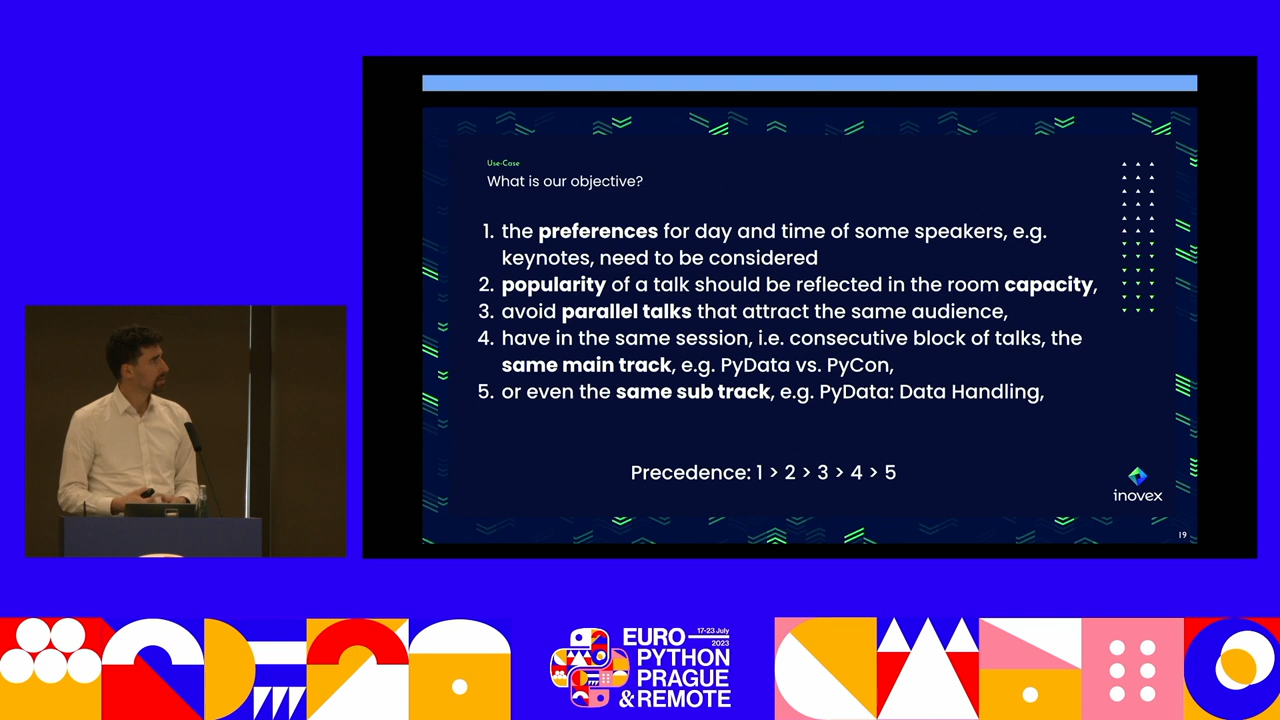 Use-Case
What is our objective?
1. the preferences for day and time of some speakers, e.g.
keynotes, need to be considered
2. popularity of a talk should be reflected in the room capacity,
3. avoid parallel talks that attract the same audience,
4. have in the same session, i.e. consecutive block of talks, the
same main track, e.g. PyData vs. PyCon,
5. or even the same sub track, e.g. PyData: Data Handling,
Precedence: 1 > 2 > 3 > 4 > 5
inovex
19
17-23 July
2023
EURO
PYTHON
PRAGUE
& REMOTE